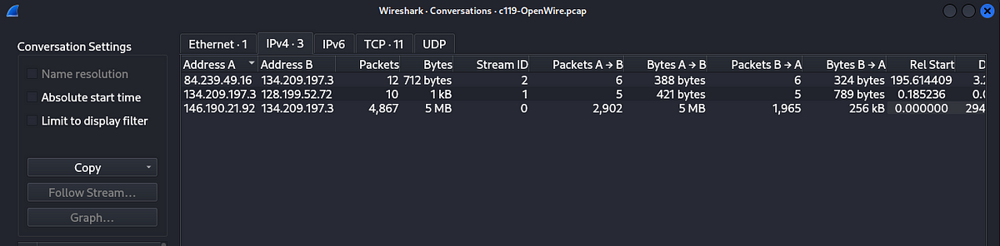 Wireshark · Conversations · c119-OpenWire.pcap
Conversation Settings
Name resolution
Absolute start time
Limit to display filter
Copy
Follow Stream...
Graph...
Ethernet · 1 IPv4 · 3 IPv6 TCP · 11 UDP
Address A Address B Packets Bytes Stream ID Packets A → B Bytes A → B Packets B → A Bytes B → A Rel Start D
84.239.49.16 134.209.197.3 12 712 bytes 2 6 388 bytes 6 324 bytes 195.614409 3.2
134.209.197.3 128.199.52.72 10 1 kB 1 5 421 bytes 5 789 bytes 0.185236 0.0
146.190.21.92 134.209.197.3 4,867 5 MB 0 2,902 5 MB 1,965 256 kB 0.000000 294